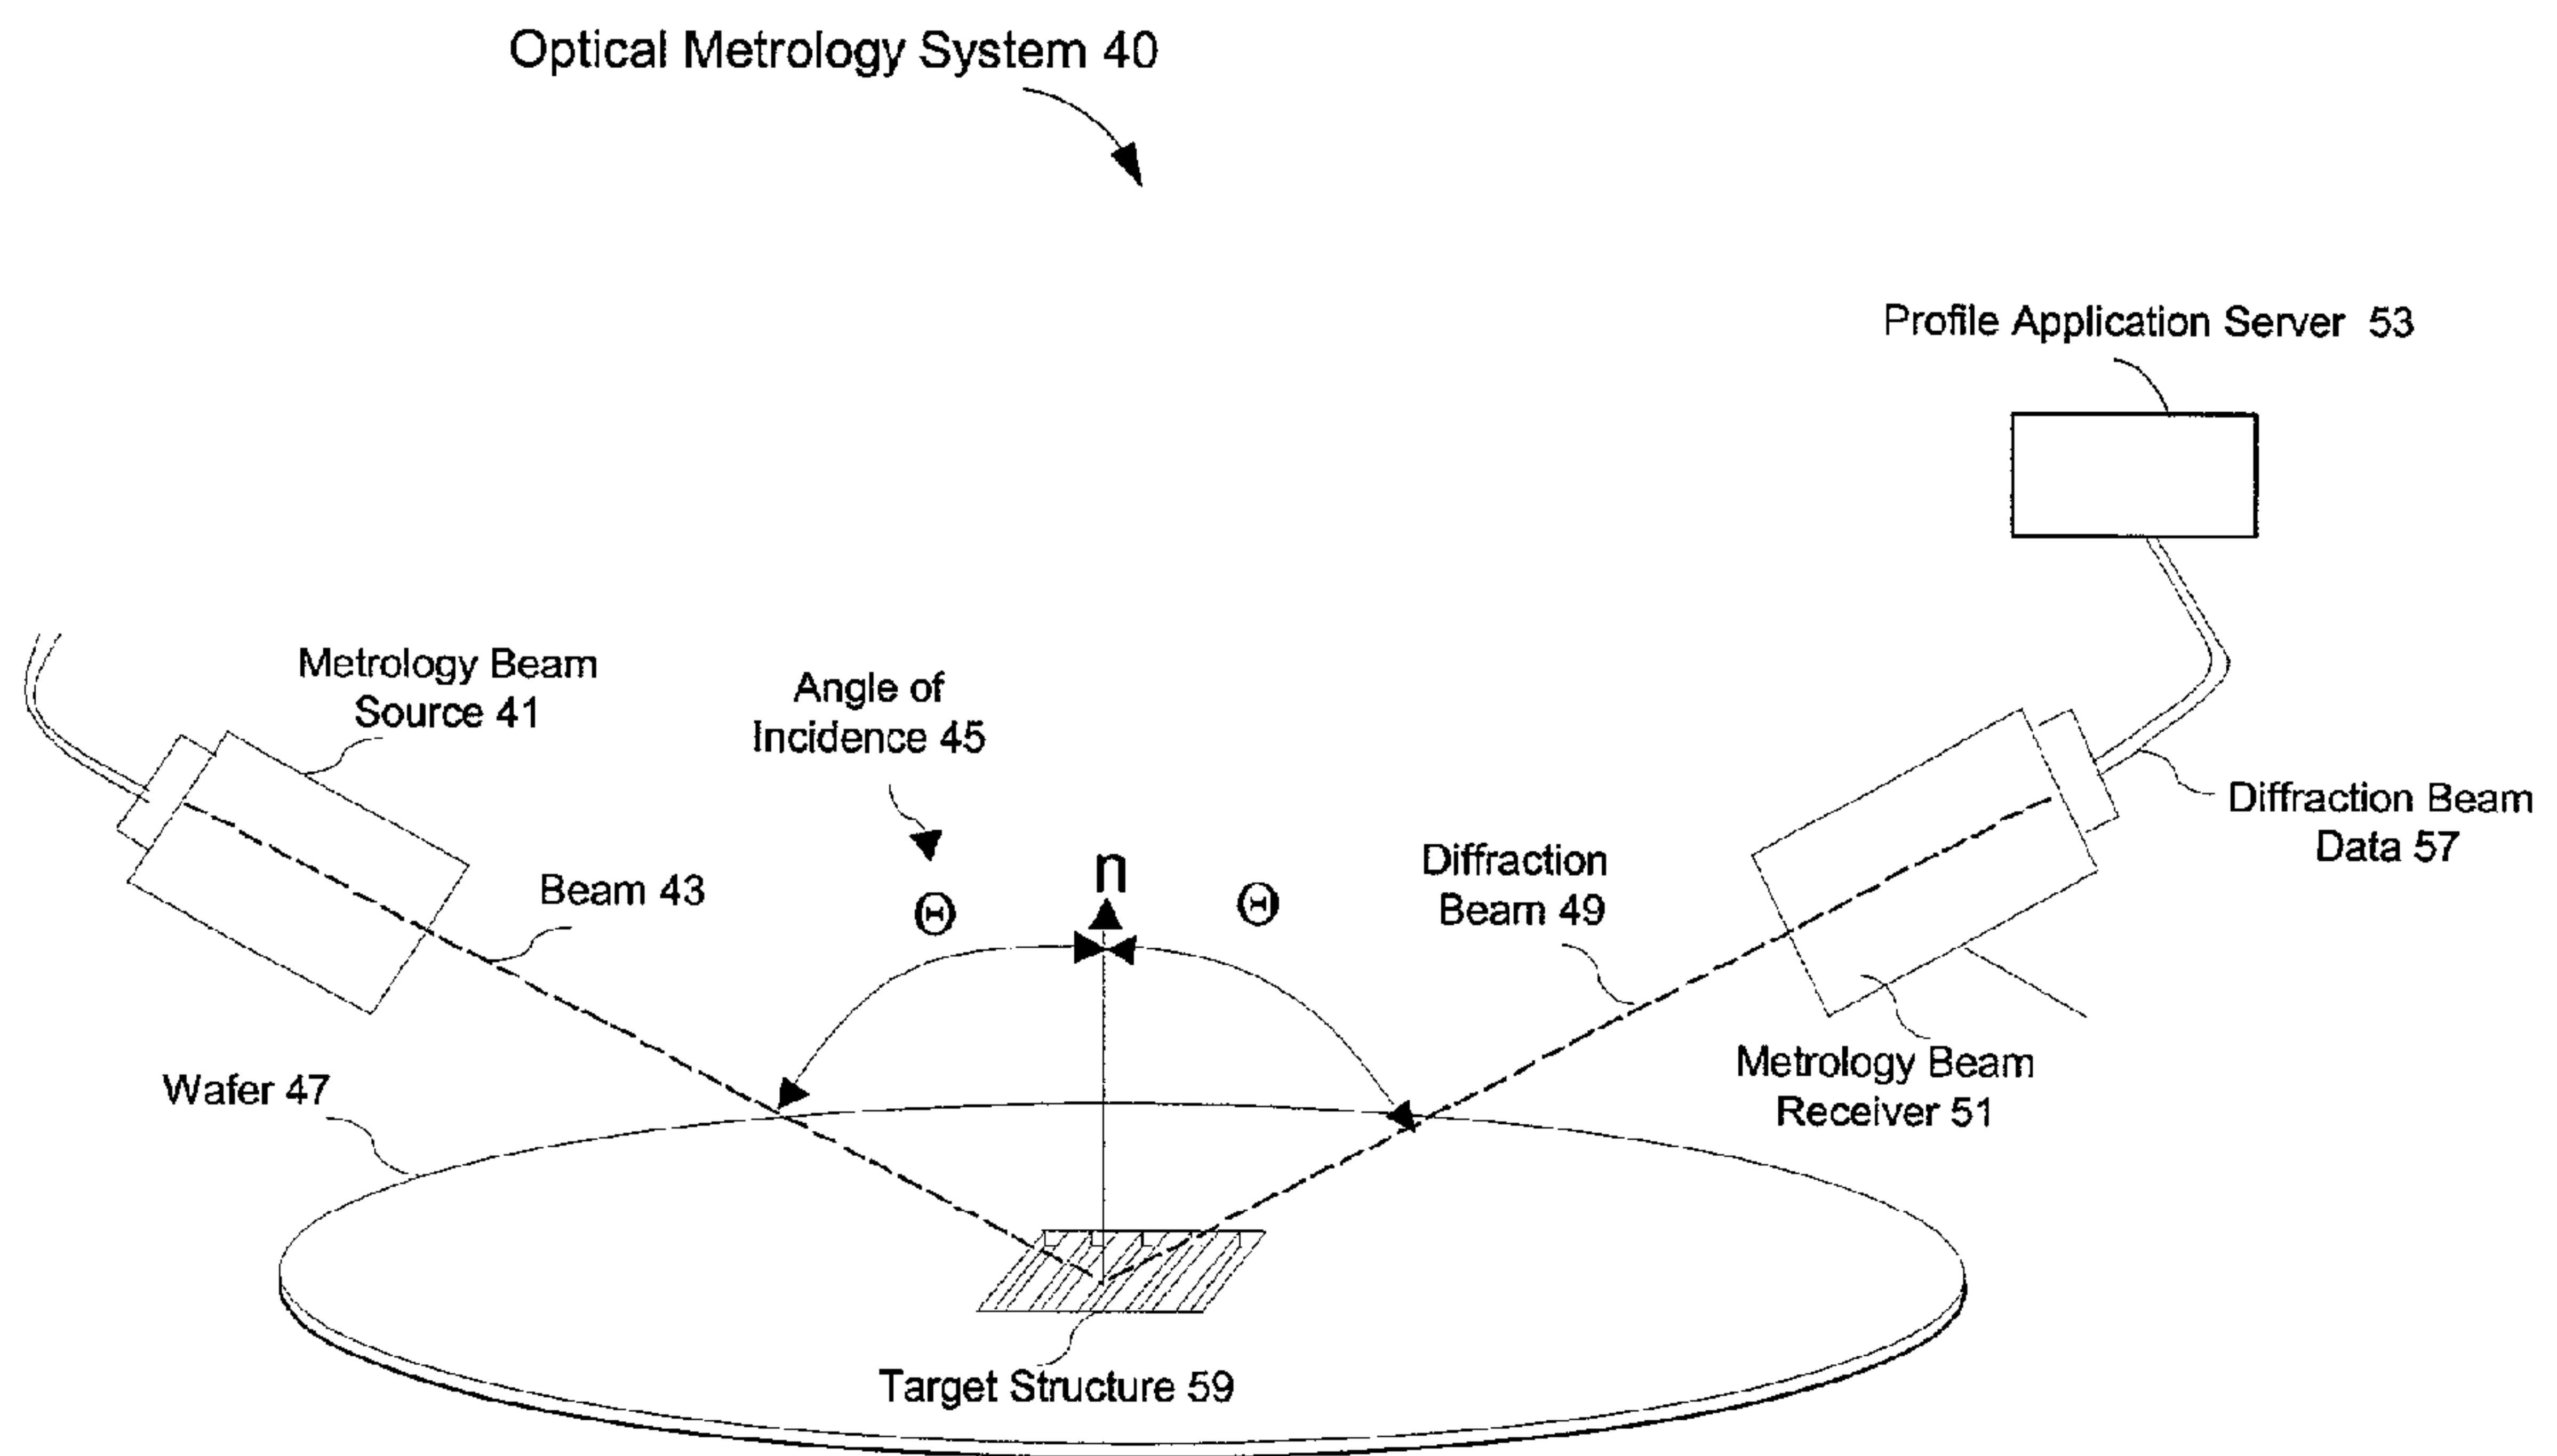 Optical Metrology System 40
Profile Application Server 53
Metrology Beam
Source 41
Angle of
Incidence 45
Beam 43
Θ
n
Θ
Diffraction
Beam 49
Diffraction Beam
Data 57
Metrology Beam
Receiver 51
Wafer 47
Target Structure 59